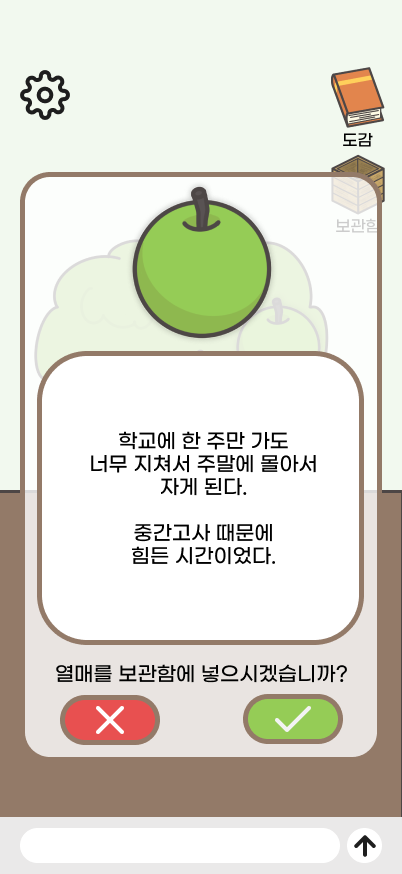 도감
보관함
학교에 한 주만 가도
너무 지쳐서 주말에 몰아서
자게 된다.
중간고사 때문에
힘든 시간이었다.
열매를 보관함에 넣으시겠습니까?